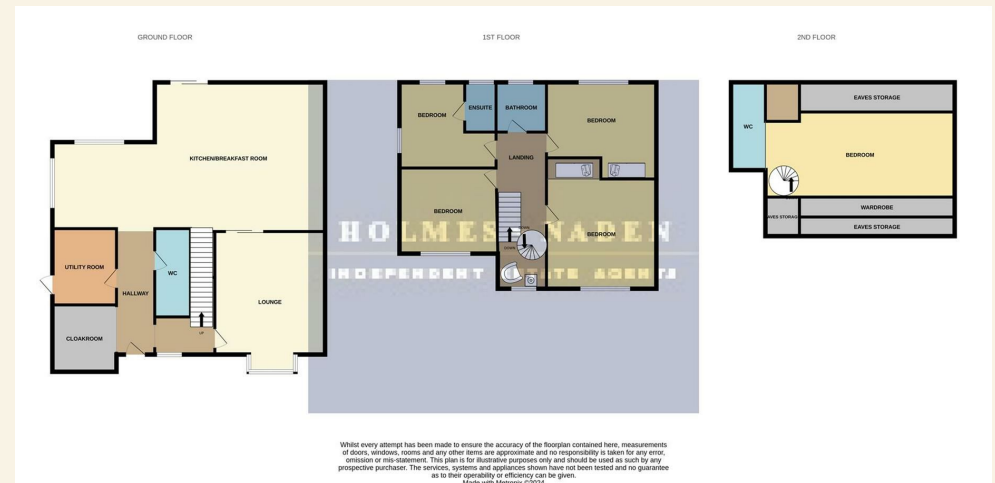 GROUND FLOOR
1ST FLOOR
2ND FLOOR
KITCHEN/BREAKFAST ROOM
UTILITY ROOM
WC
HALLWAY
LOUNGE
CLOAKROOM
UP
BEDROOM
ENSUITE
BATHROOM
BEDROOM
LANDING
BEDROOM
BEDROOM
DOWN
HOLMES NADEN
INDEPENDENT ESTATE AGENTS
EAVES STORAGE
WC
BEDROOM
WARDROBE
EAVES STORAGE
EAVES STORAGE
Whilst every attempt has been made to ensure the accuracy of the floorplan contained here, measurements
of doors, windows, rooms and any other items are approximate and no responsibility is taken for any error,
omission or mis-statement. This plan is for illustrative purposes only and should be used as such by any
prospective purchaser. The services, systems and appliances shown have not been tested and no guarantee
as to their operability or efficiency can be given.
Made with Metropix ©2024